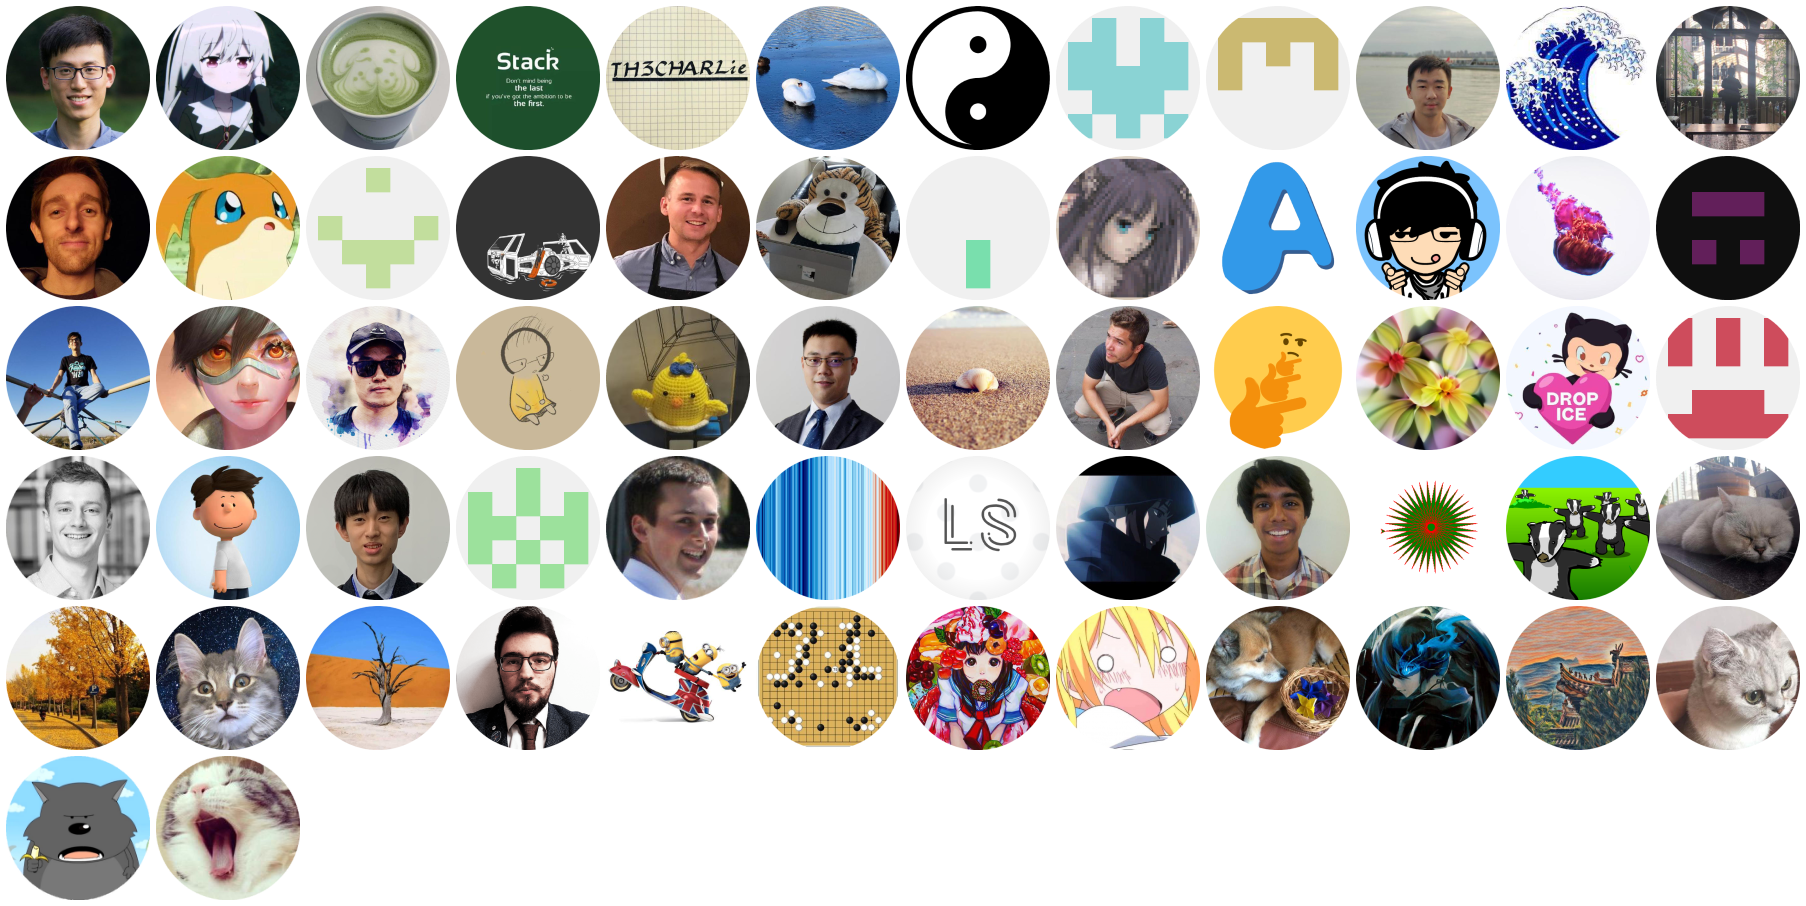 Stack
Don't mind being
the last
if you've got the ambition to be
the first.
TH3CHARLie
A
DROP
ICE
LS